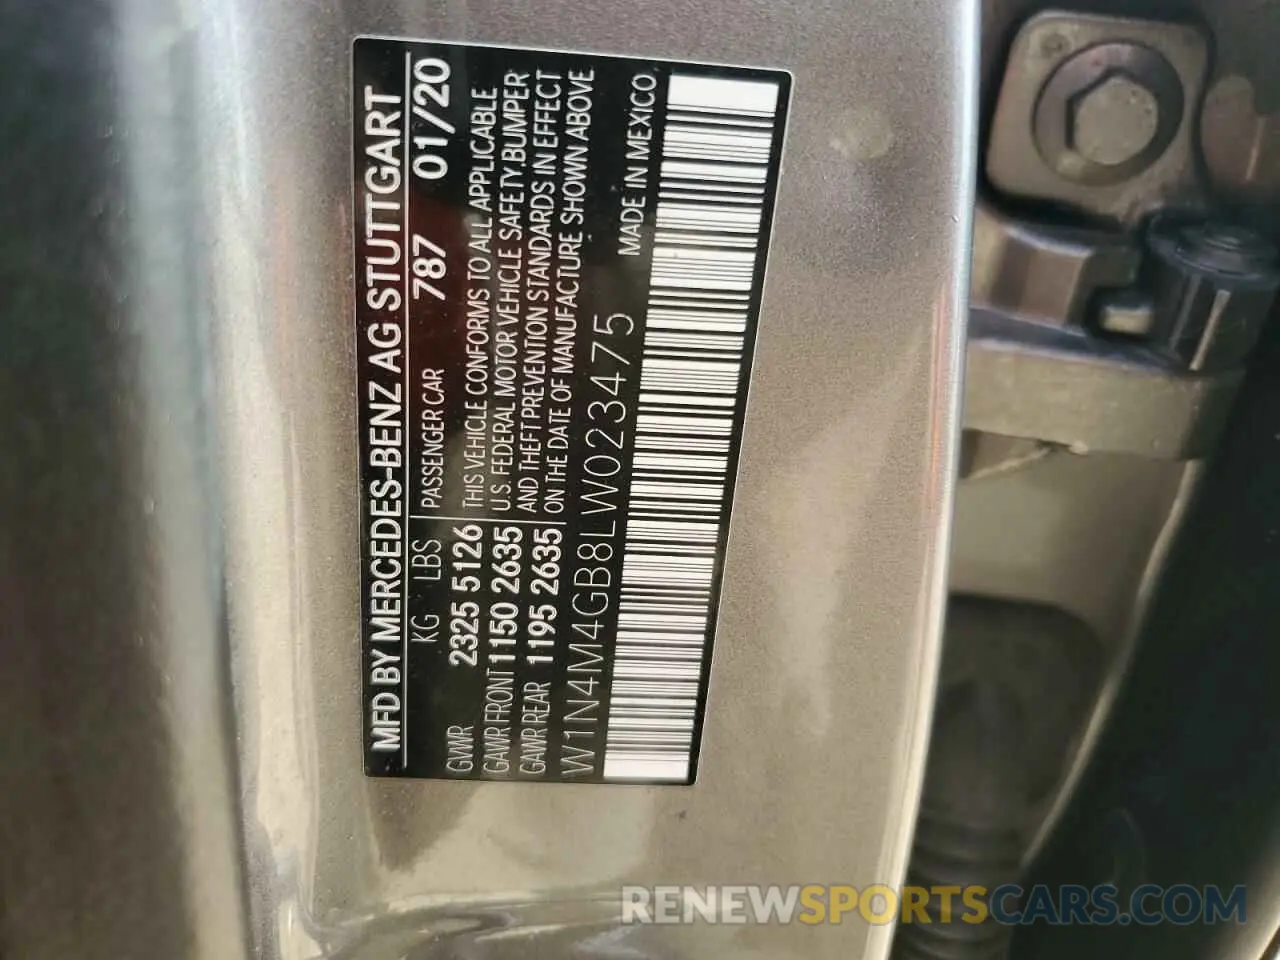 MFD BY MERCEDES-BENZ AG STUTTGART
KG LBS PASSENGER CAR 787 01/20
GVWR 2325 5126 THIS VEHICLE CONFORMS TO ALL APPLICABLE
GAWR FRONT 1150 2635 U.S. FEDERAL MOTOR VEHICLE SAFETY, BUMPER
GAWR REAR 1195 2635 AND THEFT PREVENTION STANDARDS IN EFFECT
ON THE DATE OF MANUFACTURE SHOWN ABOVE
W1N4M4GB8LW023475 MADE IN MEXICO
RENEWSPORTSCARS.COM